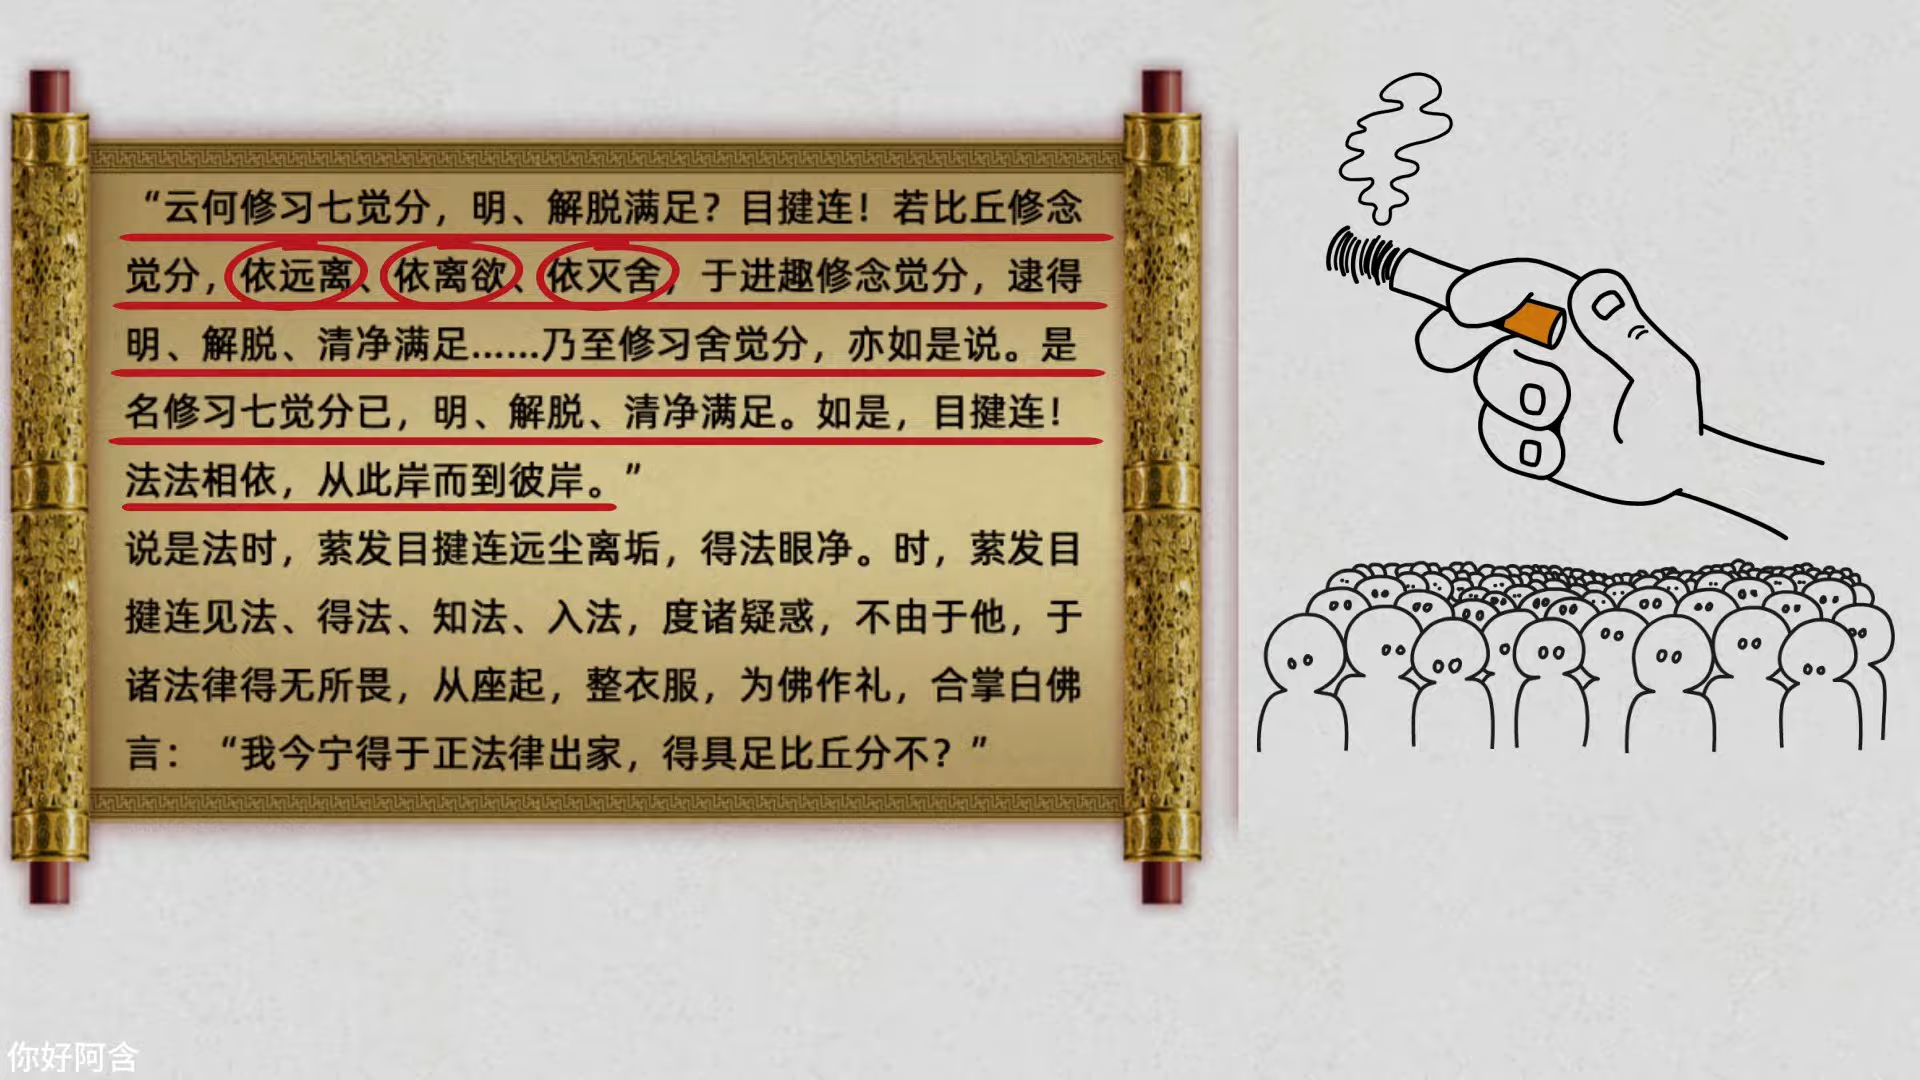 “云何修习七觉分，明、解脱满足？目揵连！若比丘修念
觉分，依远离、依离欲、依灭舍，于进趣修念觉分，逮得
明、解脱、清净满足……乃至修习舍觉分，亦如是说。是
名修习七觉分已，明、解脱、清净满足。如是，目揵连！
法法相依，从此岸而到彼岸。”
说是法时，萦发目揵连远尘离垢，得法眼净。时，萦发目
揵连见法、得法、知法、入法，度诸疑惑，不由于他，于
诸法律得无所畏，从座起，整衣服，为佛作礼，合掌白佛
言：“我今宁得于正法律出家，得具足比丘分不？”
你好阿含